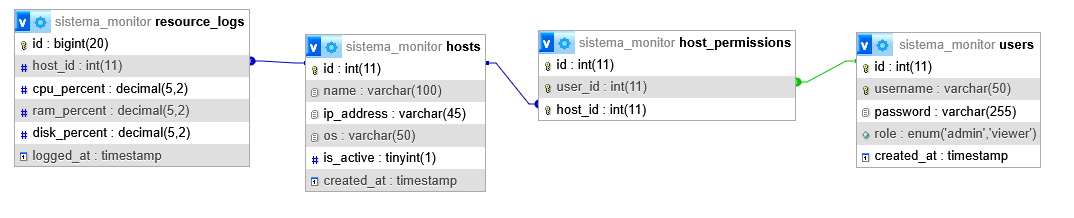 sistema_monitor resource_logs
id : bigint(20)
host_id : int(11)
cpu_percent : decimal(5,2)
ram_percent : decimal(5,2)
disk_percent : decimal(5,2)
logged_at : timestamp
sistema_monitor hosts
id : int(11)
name : varchar(100)
ip_address : varchar(45)
os : varchar(50)
is_active : tinyint(1)
created_at : timestamp
sistema_monitor host_permissions
id : int(11)
user_id : int(11)
host_id : int(11)
sistema_monitor users
id : int(11)
username : varchar(50)
password : varchar(255)
role : enum('admin','viewer')
created_at : timestamp